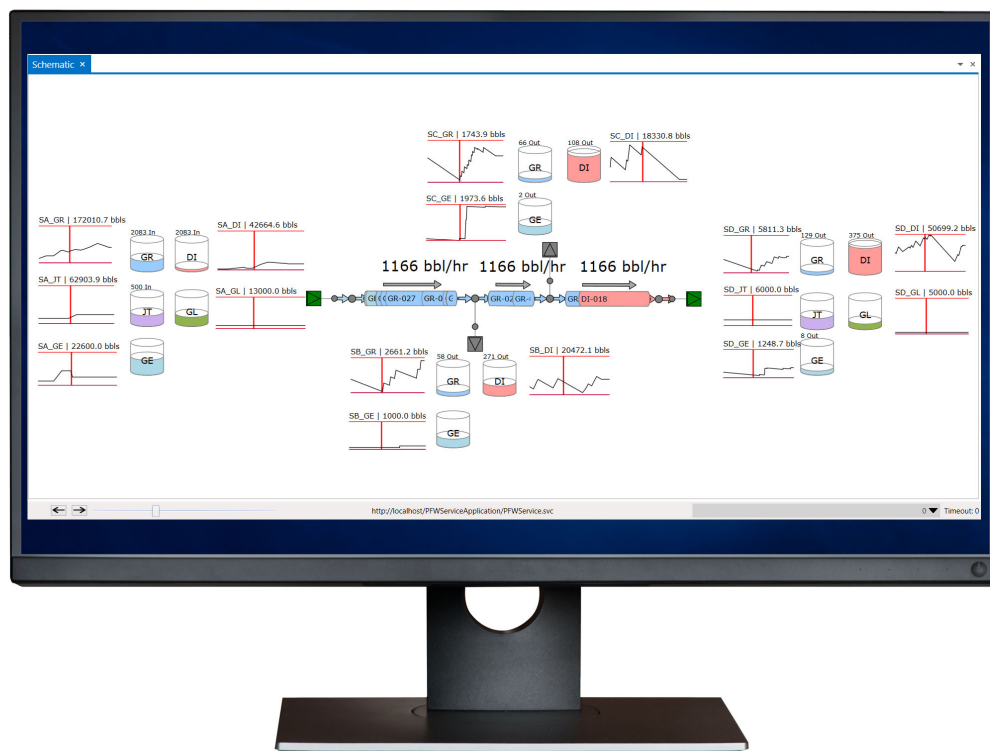 Schematic ×
SC_GR | 1743.9 bbls
66 Out
GR
108 Out
DI
SC_DI | 18330.8 bbls
SC_GE | 1973.6 bbls
2 Out
GE
SA_GR | 172010.7 bbls
2083 In
GR
2083 In
DI
SA_DI | 42664.6 bbls
SA_JT | 62903.9 bbls
500 In
JT
GL
SA_GL | 13000.0 bbls
SA_GE | 22600.0 bbls
GE
1166 bbl/hr
1166 bbl/hr
1166 bbl/hr
GR-027
GR-0
G
GR-02
GR-
GR
DI-018
SD_GR | 5811.3 bbls
129 Out
GR
375 Out
DI
SD_DI | 50699.2 bbls
SD_JT | 6000.0 bbls
JT
GL
SD_GL | 5000.0 bbls
SD_GE | 1248.7 bbls
8 Out
GE
SB_GR | 2661.2 bbls
58 Out
GR
271 Out
DI
SB_DI | 20472.1 bbls
SB_GE | 1000.0 bbls
GE
http://localhost/PFWServiceApplication/PFWService.svc
0
Timeout: 0